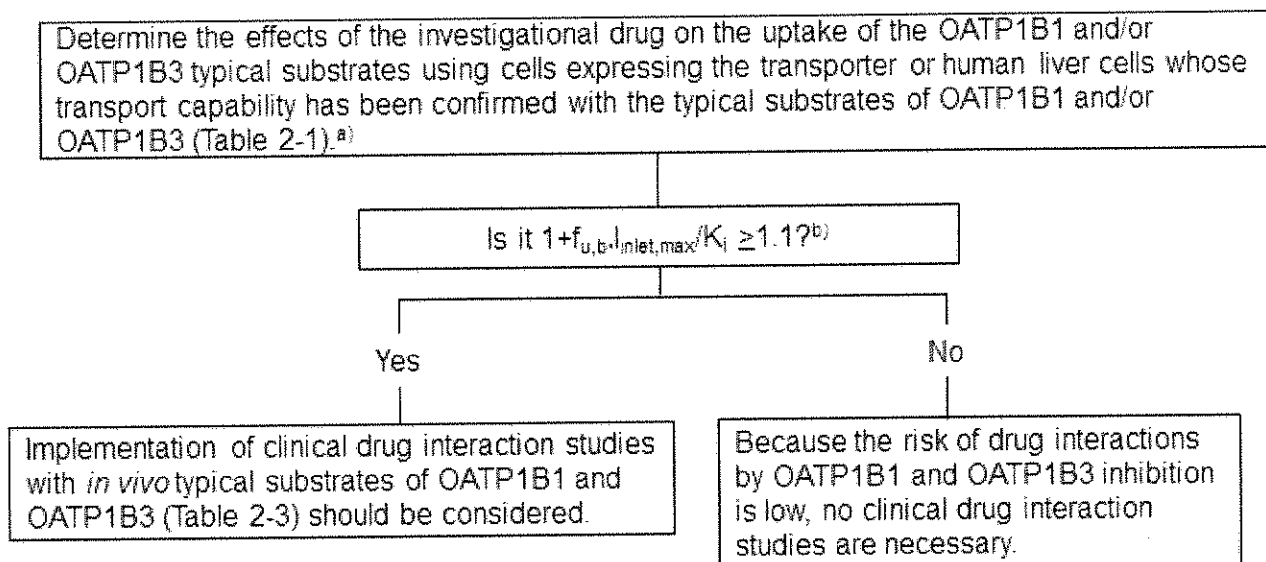 Determine the effects of the investigational drug on the uptake of the OATP1B1 and/or
OATP1B3 typical substrates using cells expressing the transporter or human liver cells whose
transport capability has been confirmed with the typical substrates of OATP1B1 and/or
OATP1B3 (Table 2-1).a)
Is it 1+fu,b·Iinlet,max/Ki ≥1.1?b)
Yes
No
Implementation of clinical drug interaction studies
with in vivo typical substrates of OATP1B1 and
OATP1B3 (Table 2-3) should be considered.
Because the risk of drug interactions
by OATP1B1 and OATP1B3 inhibition
is low, no clinical drug interaction
studies are necessary.